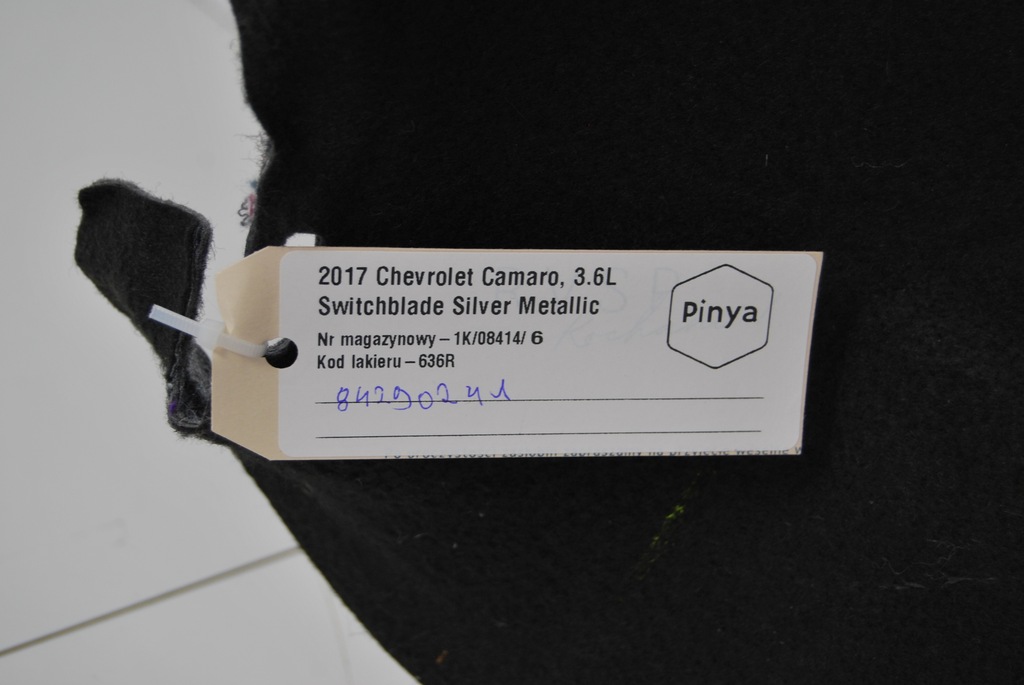 2017 Chevrolet Camaro, 3.6L
Switchblade Silver Metallic
Nr magazynowy – 1K/08414/ 6
Kod lakieru – 636R
84290241
Pinya